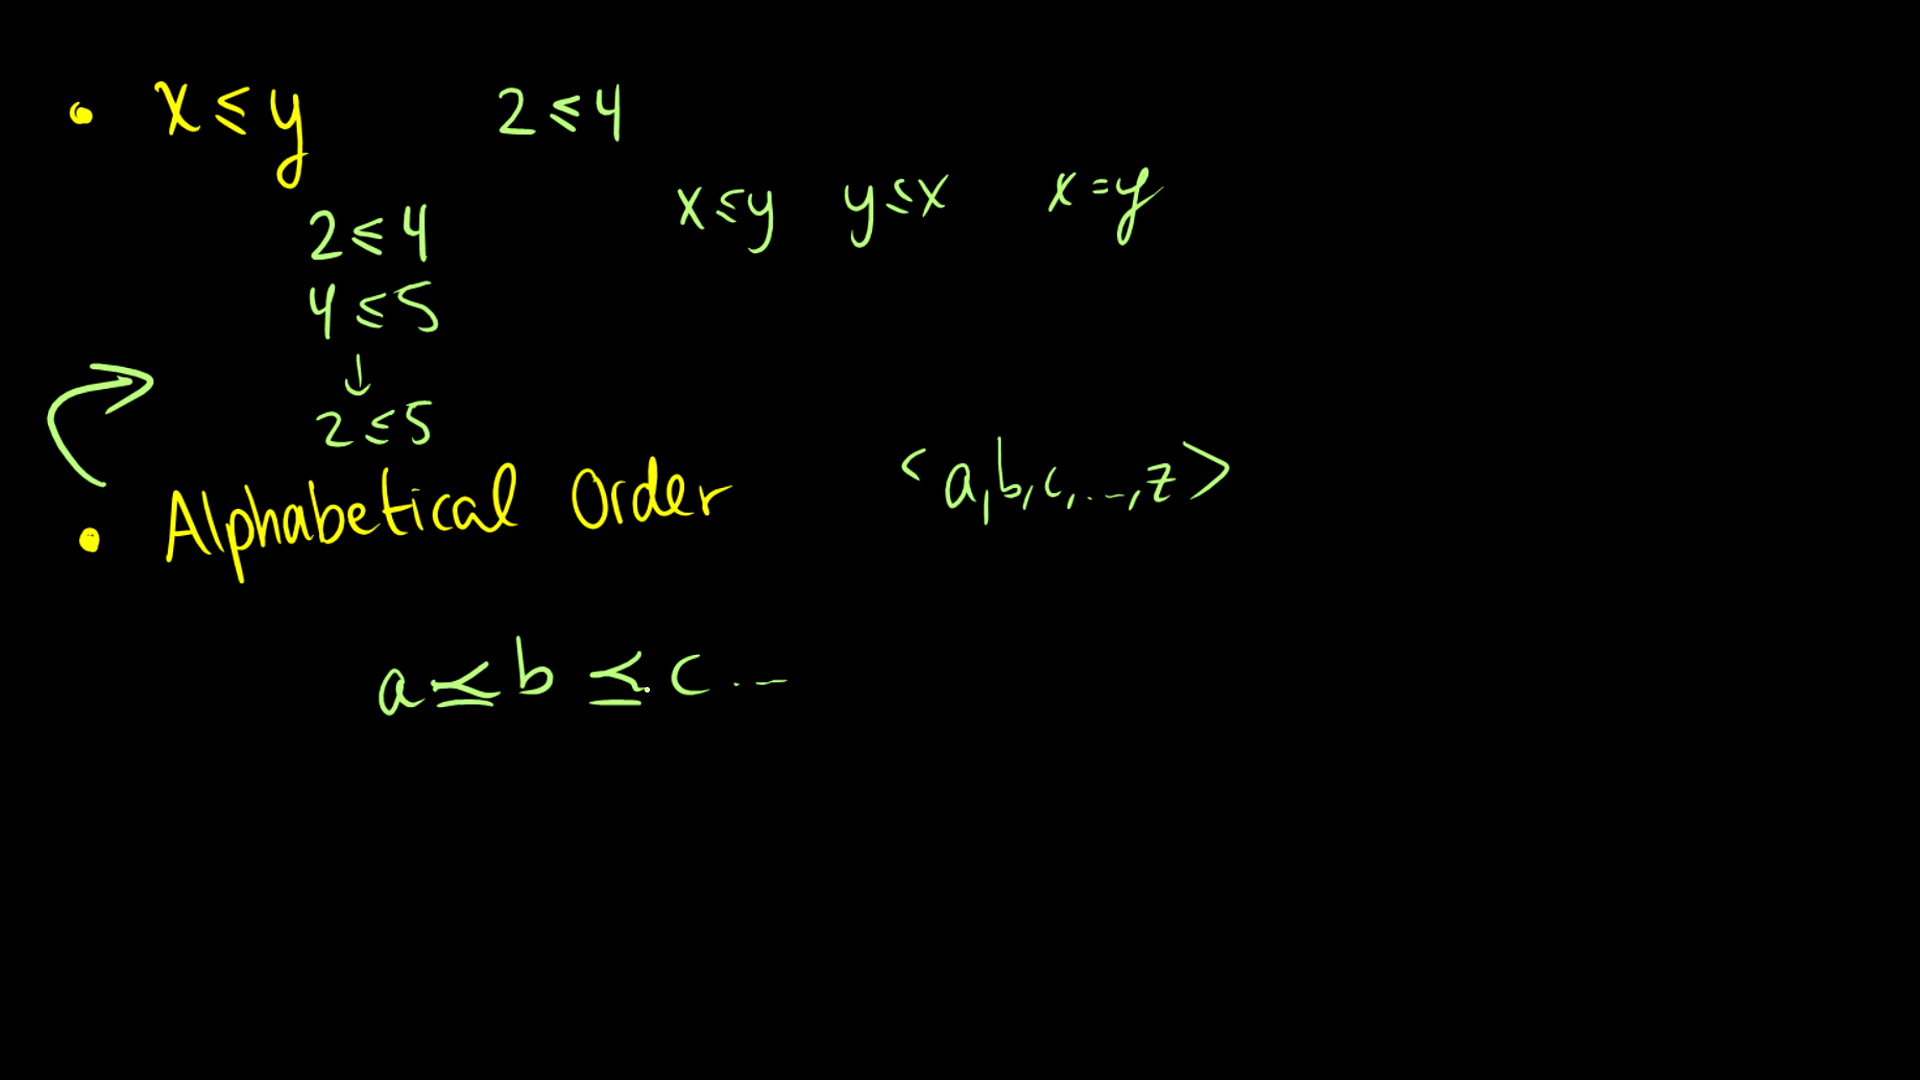 • x ≤ y 2 ≤ 4
x ≤ y y ≤ x x = y
2 ≤ 4
4 ≤ 5
↓
2 ≤ 5
• Alphabetical Order < a, b, c, ..., z >
a ⪯ b ⪯ c ...